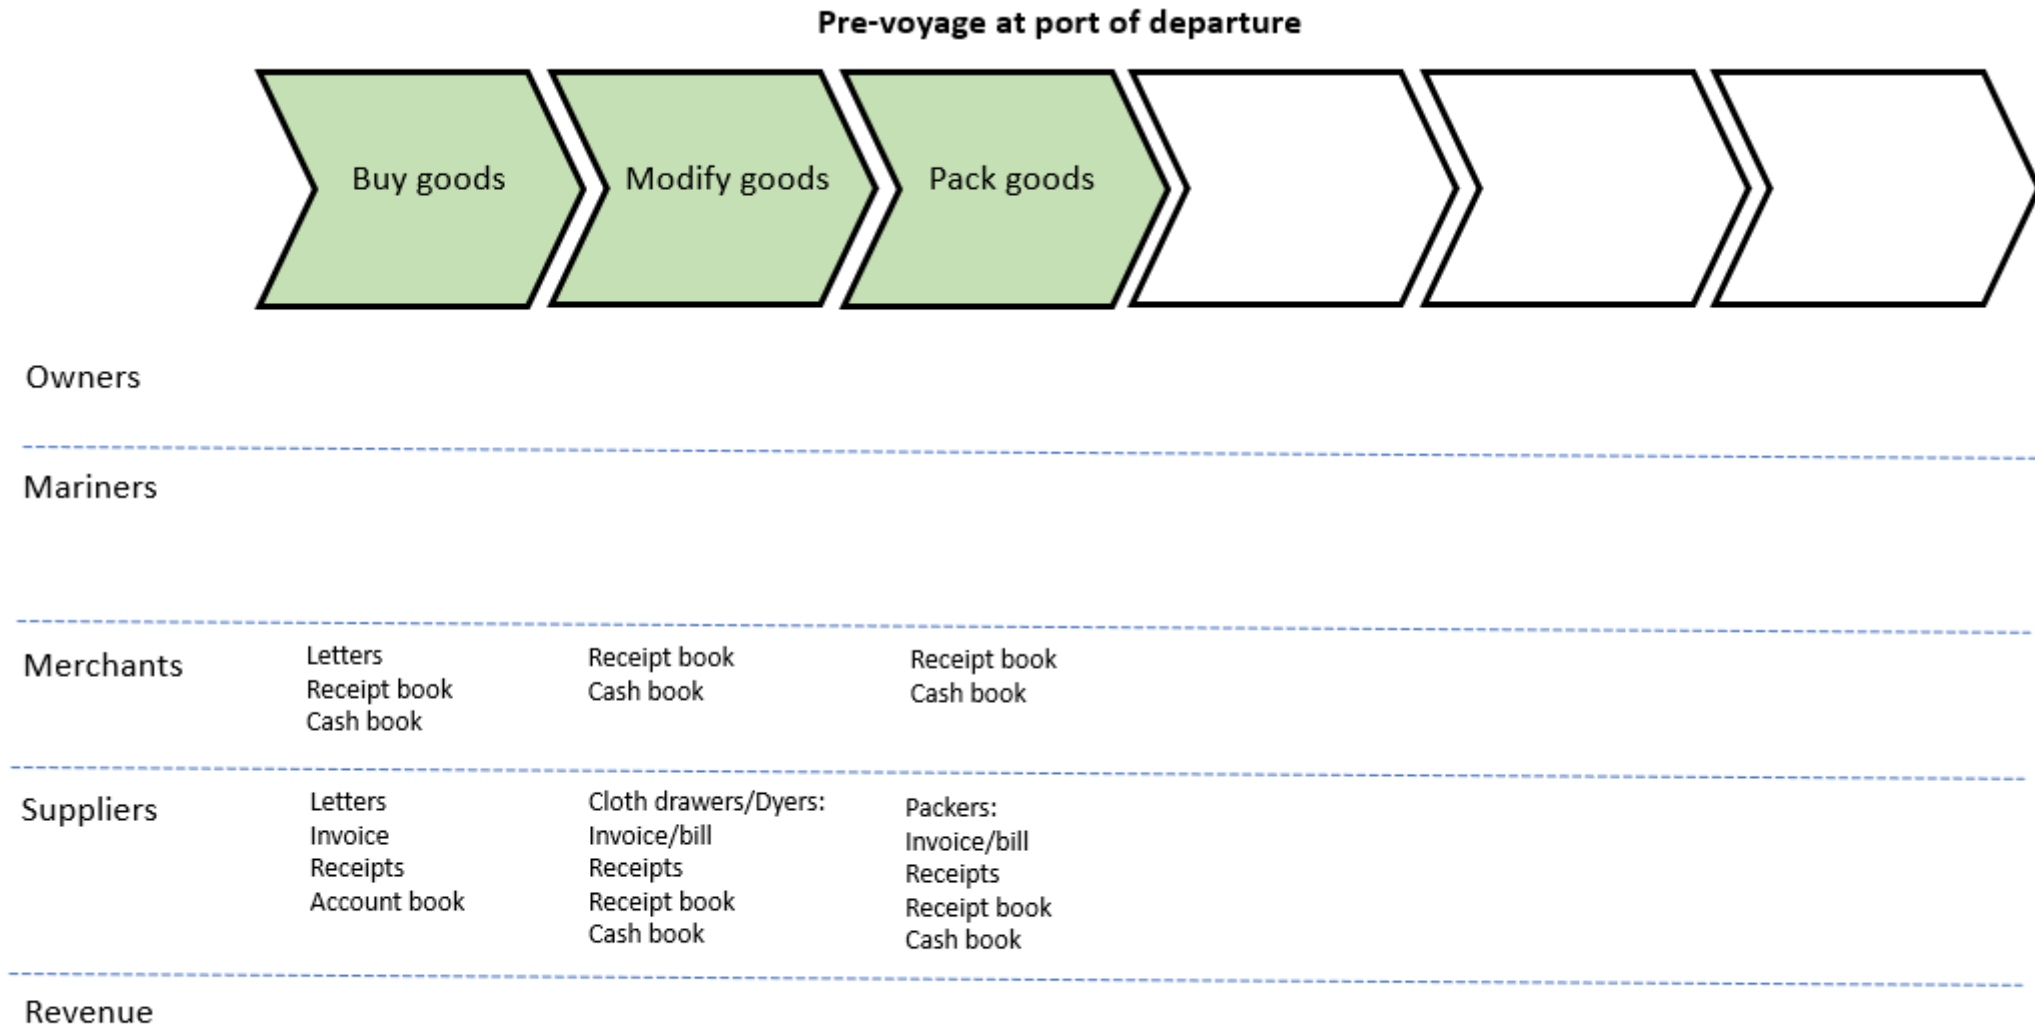 Pre-voyage at port of departure
Buy goods
Modify goods
Pack goods
Owners
Mariners
Merchants
Letters
Receipt book
Cash book
Receipt book
Cash book
Receipt book
Cash book
Suppliers
Letters
Invoice
Receipts
Account book
Cloth drawers/Dyers:
Invoice/bill
Receipts
Receipt book
Cash book
Packers:
Invoice/bill
Receipts
Receipt book
Cash book
Revenue